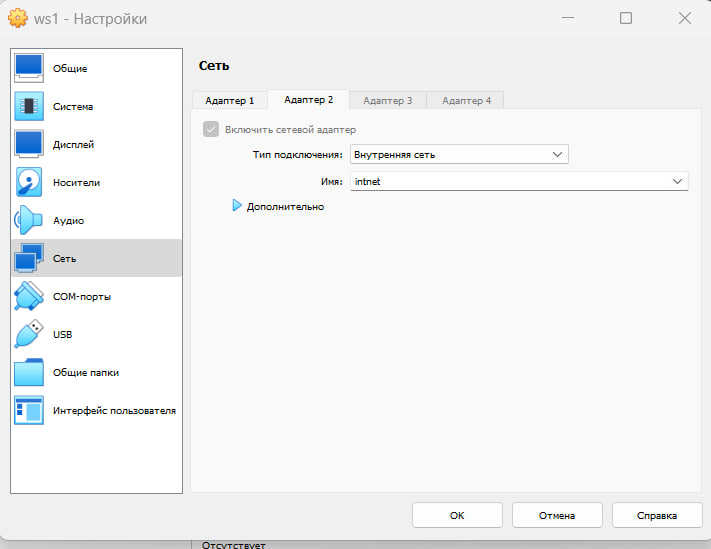 ws1 - Настройки
Общие
Система
Дисплей
Носители
Аудио
Сеть
COM-порты
USB
Общие папки
Интерфейс пользователя
Сеть
Адаптер 1 Адаптер 2 Адаптер 3 Адаптер 4
Включить сетевой адаптер
Тип подключения: Внутренняя сеть
Имя: intnet
Дополнительно
OK Отмена Справка
Отсутствует